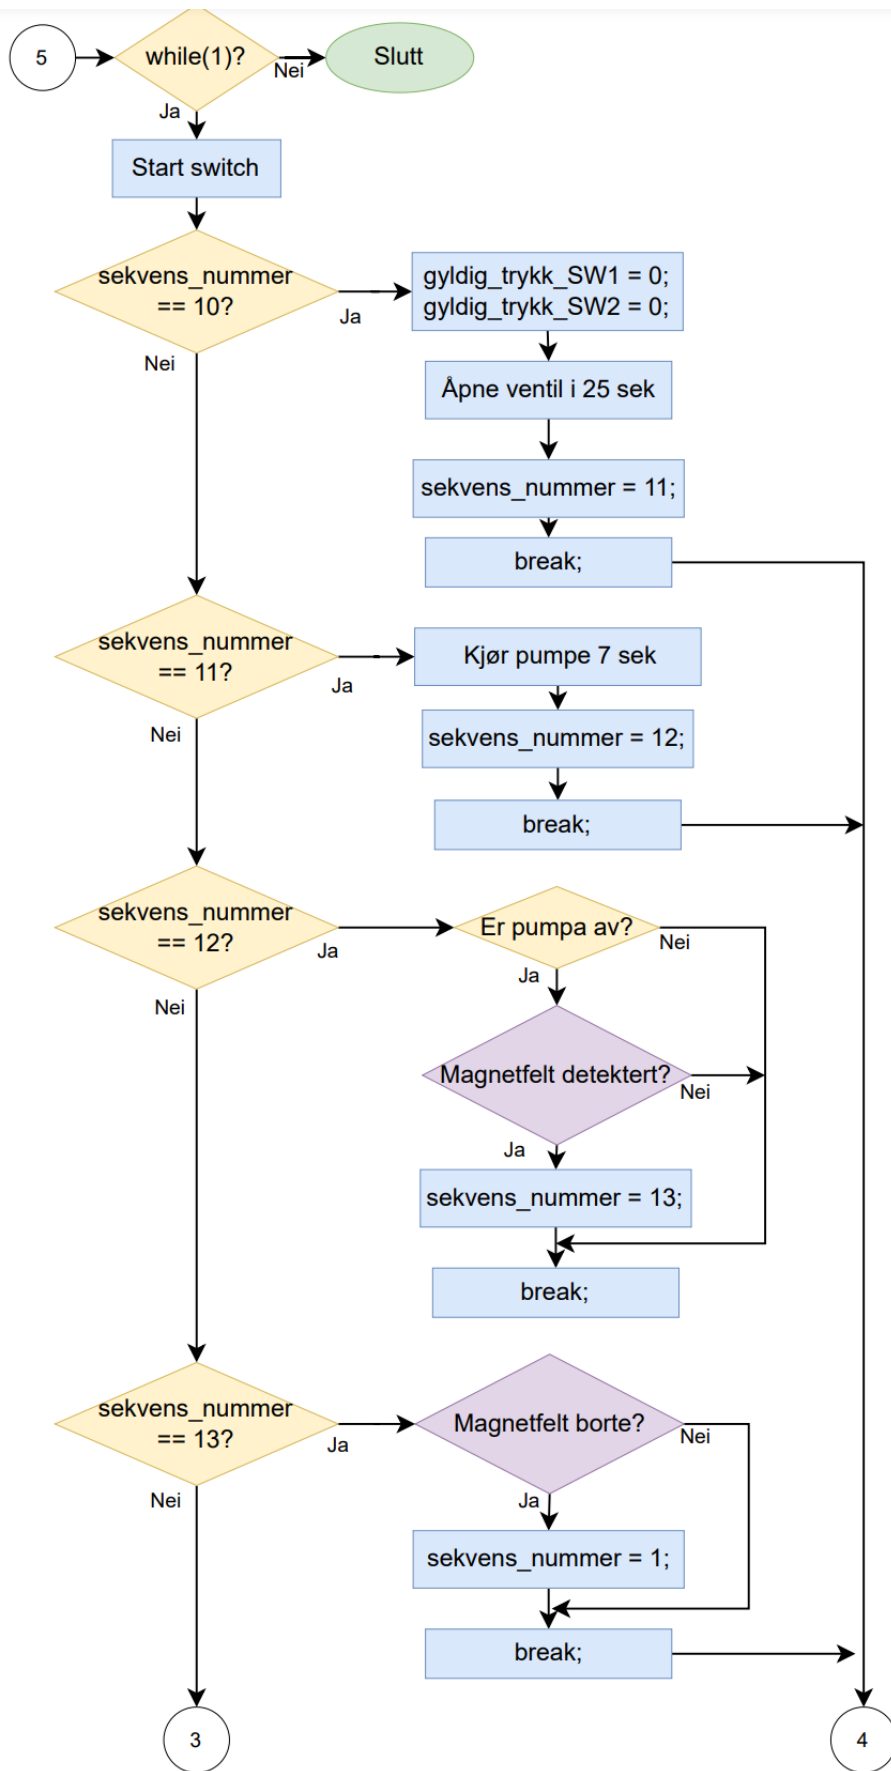 5
while(1)?
Nei
Slutt
Ja
Start switch
sekvens_nummer
== 10?
Ja
Nei
gyldig_trykk_SW1 = 0;
gyldig_trykk_SW2 = 0;
Åpne ventil i 25 sek
sekvens_nummer = 11;
break;
sekvens_nummer
== 11?
Ja
Nei
Kjør pumpe 7 sek
sekvens_nummer = 12;
break;
sekvens_nummer
== 12?
Ja
Nei
Er pumpa av?
Nei
Ja
Magnetfelt detektert?
Nei
Ja
sekvens_nummer = 13;
break;
sekvens_nummer
== 13?
Ja
Nei
Magnetfelt borte?
Nei
Ja
sekvens_nummer = 1;
break;
3
4